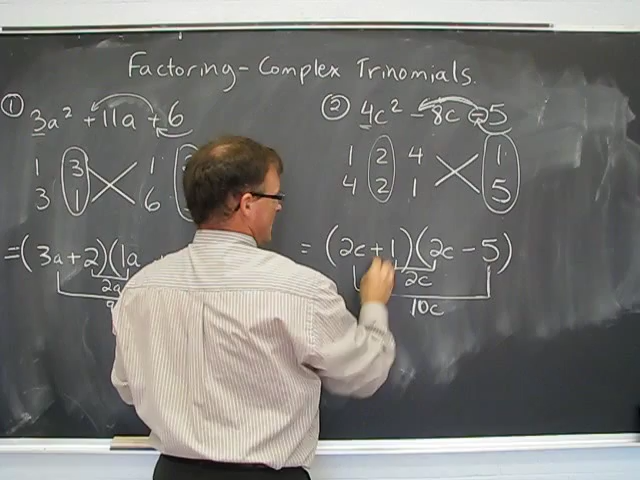 Factoring - Complex Trinomials.
① 3a² + 11a + 6
1 3 1
3 1 6
= (3a + 2)(1a
2a
② 4c² - 8c - 5
1 2 4 1
4 2 1 5
= (2c + 1)(2c - 5)
2c
10c